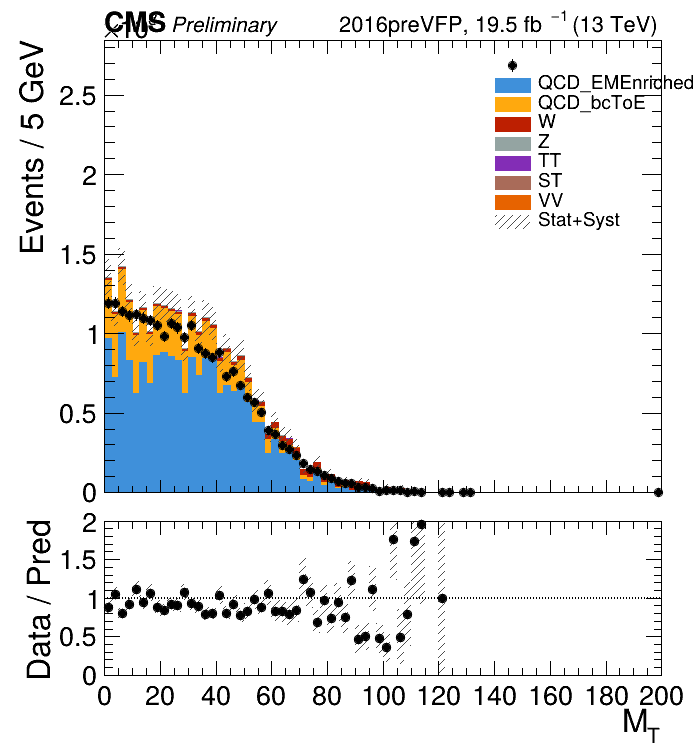 CMS Preliminary 2016preVFP, 19.5 fb⁻¹ (13 TeV)
Events / 5 GeV
2.5
2
1.5
1
0.5
0
QCD_EMEnriched
QCD_bcToE
W
Z
TT
ST
VV
Stat+Syst
Data / Pred
2
1.5
1
0.5
0
0 20 40 60 80 100 120 140 160 180 200
M_T